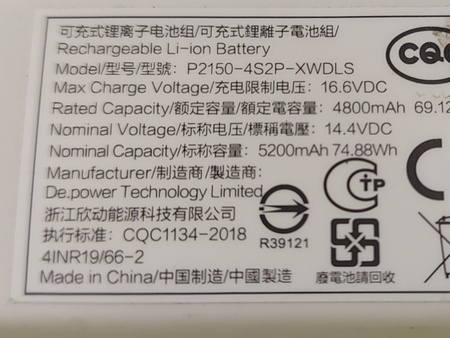 可充式锂离子电池组/可充式鋰離子電池組/
Rechargeable Li-ion Battery
Model/型号/型號: P2150-4S2P-XWDLS
Max Charge Voltage/充电限制电压: 16.6VDC
Rated Capacity/额定容量/額定電容量: 4800mAh 69.12
Nominal Voltage/标称电压/標稱電壓: 14.4VDC
Nominal Capacity/标称容量: 5200mAh 74.88Wh
Manufacturer/制造商/製造商:
De.power Technology Limited
浙江欣动能源科技有限公司
执行标准: CQC1134-2018
4INR19/66-2
Made in China/中国制造/中國製造
CQC
TP
R39121
廢電池請回收